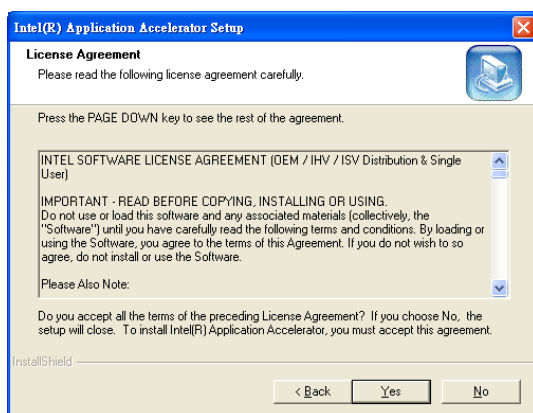 Intel(R) Application Accelerator Setup
License Agreement
Please read the following license agreement carefully.
Press the PAGE DOWN key to see the rest of the agreement.
INTEL SOFTWARE LICENSE AGREEMENT (OEM / IHV / ISV Distribution & Single
User)
IMPORTANT - READ BEFORE COPYING, INSTALLING OR USING.
Do not use or load this software and any associated materials (collectively, the
"Software") until you have carefully read the following terms and conditions. By loading or
using the Software, you agree to the terms of this Agreement. If you do not wish to so
agree, do not install or use the Software.
Please Also Note:
Do you accept all the terms of the preceding License Agreement? If you choose No, the
setup will close. To install Intel(R) Application Accelerator, you must accept this agreement.
InstallShield
< Back
Yes
No